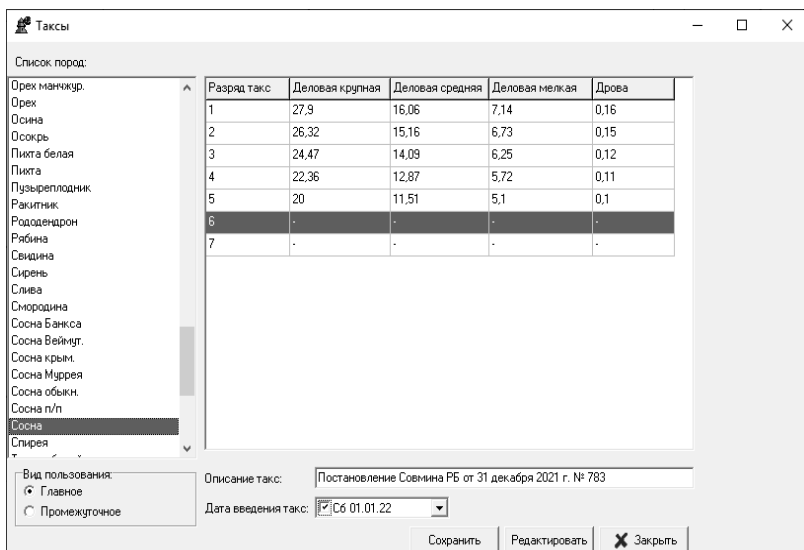 Таксы
Список пород:
Орех манчжур.
Орех
Осина
Осокрь
Пихта белая
Пихта
Пузыреплодник
Ракитник
Рододендрон
Рябина
Свидина
Сирень
Слива
Смородина
Сосна Банкса
Сосна Веймут.
Сосна крым.
Сосна Муррея
Сосна обыкн.
Сосна п/п
Сосна
Спирея
Разряд такс Деловая крупная Деловая средняя Деловая мелкая Дрова
1 27,9 16,06 7,14 0,16
2 26,32 15,16 6,73 0,15
3 24,47 14,09 6,25 0,12
4 22,36 12,87 5,72 0,11
5 20 11,51 5,1 0,1
6 - - - -
7 - - - -
Вид пользования:
Главное
Промежуточное
Описание такс: Постановление Совмина РБ от 31 декабря 2021 г. № 783
Дата введения такс: Сб 01.01.22
Сохранить Редактировать Закрыть